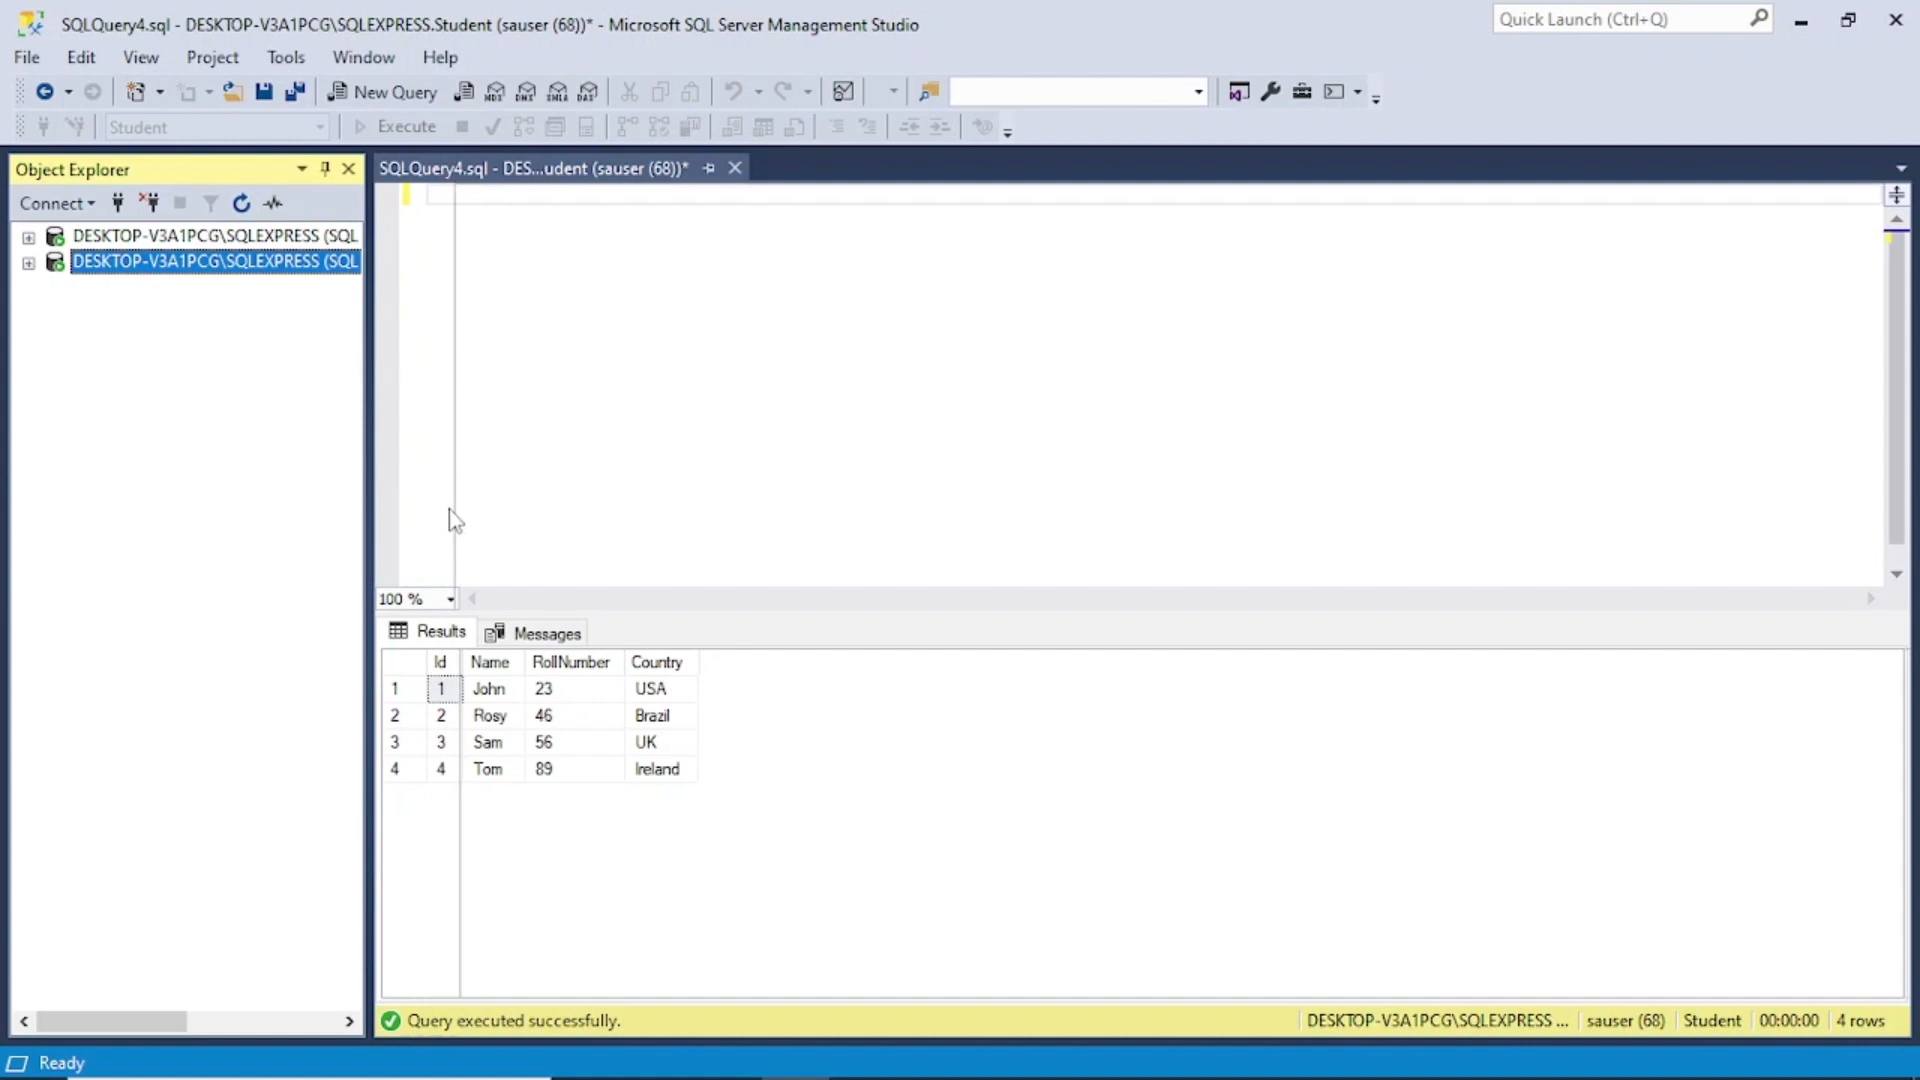 SQLQuery4.sql - DESKTOP-V3A1PCG\SQLEXPRESS.Student (sauser (68))* - Microsoft SQL Server Management Studio
Quick Launch (Ctrl+Q)
File Edit View Project Tools Window Help
New Query MDX DMX XMLA DAX
Student Execute
Object Explorer
SQLQuery4.sql - DES...udent (sauser (68))*
Connect
DESKTOP-V3A1PCG\SQLEXPRESS (SQL
DESKTOP-V3A1PCG\SQLEXPRESS (SQL
100 %
Results Messages
Id Name RollNumber Country
1 1 John 23 USA
2 2 Rosy 46 Brazil
3 3 Sam 56 UK
4 4 Tom 89 Ireland
Query executed successfully.
DESKTOP-V3A1PCG\SQLEXPRESS ... sauser (68) Student 00:00:00 4 rows
Ready